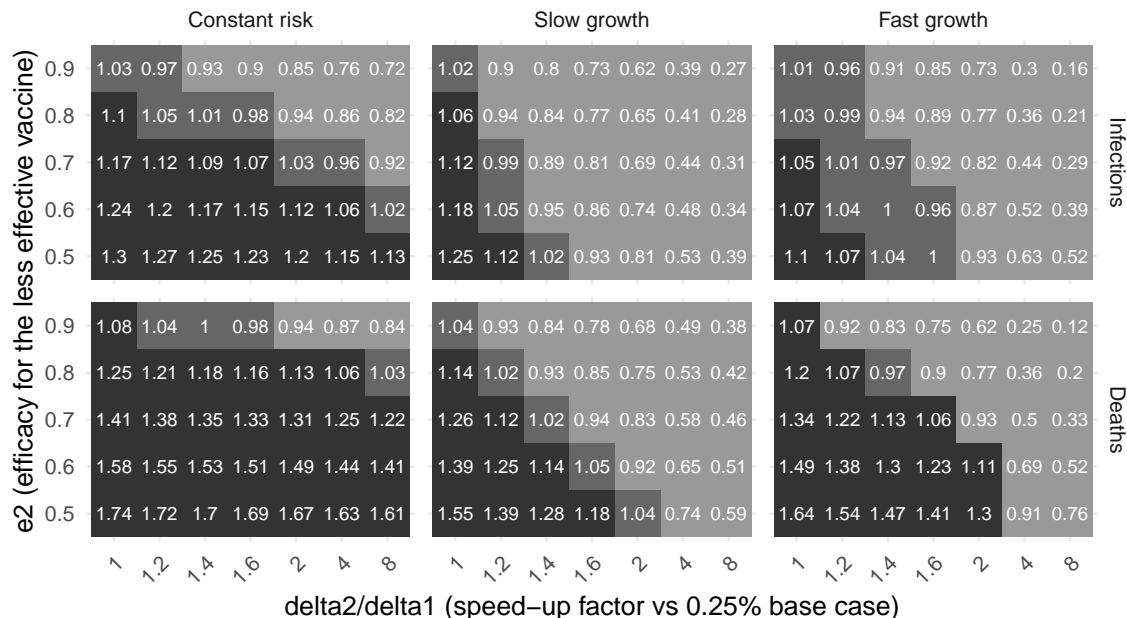 Constant risk Slow growth Fast growth
0.9 1.03 0.97 0.93 0.9 0.85 0.76 0.72 1.02 0.9 0.8 0.73 0.62 0.39 0.27 1.01 0.96 0.91 0.85 0.73 0.3 0.16
0.8 1.1 1.05 1.01 0.98 0.94 0.86 0.82 1.06 0.94 0.84 0.77 0.65 0.41 0.28 1.03 0.99 0.94 0.89 0.77 0.36 0.21
0.7 1.17 1.12 1.09 1.07 1.03 0.96 0.92 1.12 0.99 0.89 0.81 0.69 0.44 0.31 1.05 1.01 0.97 0.92 0.82 0.44 0.29
0.6 1.24 1.2 1.17 1.15 1.12 1.06 1.02 1.18 1.05 0.95 0.86 0.74 0.48 0.34 1.07 1.04 1 0.96 0.87 0.52 0.39
0.5 1.3 1.27 1.25 1.23 1.2 1.15 1.13 1.25 1.12 1.02 0.93 0.81 0.53 0.39 1.1 1.07 1.04 1 0.93 0.63 0.52
Infections
0.9 1.08 1.04 1 0.98 0.94 0.87 0.84 1.04 0.93 0.84 0.78 0.68 0.49 0.38 1.07 0.92 0.83 0.75 0.62 0.25 0.12
0.8 1.25 1.21 1.18 1.16 1.13 1.06 1.03 1.14 1.02 0.93 0.85 0.75 0.53 0.42 1.2 1.07 0.97 0.9 0.77 0.36 0.2
0.7 1.41 1.38 1.35 1.33 1.31 1.25 1.22 1.26 1.12 1.02 0.94 0.83 0.58 0.46 1.34 1.22 1.13 1.06 0.93 0.5 0.33
0.6 1.58 1.55 1.53 1.51 1.49 1.44 1.41 1.39 1.25 1.14 1.05 0.92 0.65 0.51 1.49 1.38 1.3 1.23 1.11 0.69 0.52
0.5 1.74 1.72 1.7 1.69 1.67 1.63 1.61 1.55 1.39 1.28 1.18 1.04 0.74 0.59 1.64 1.54 1.47 1.41 1.3 0.91 0.76
Deaths
1 1.2 1.4 1.6 2 4 8 1 1.2 1.4 1.6 2 4 8 1 1.2 1.4 1.6 2 4 8
delta2/delta1 (speed−up factor vs 0.25% base case)
e2 (efficacy for the less effective vaccine)